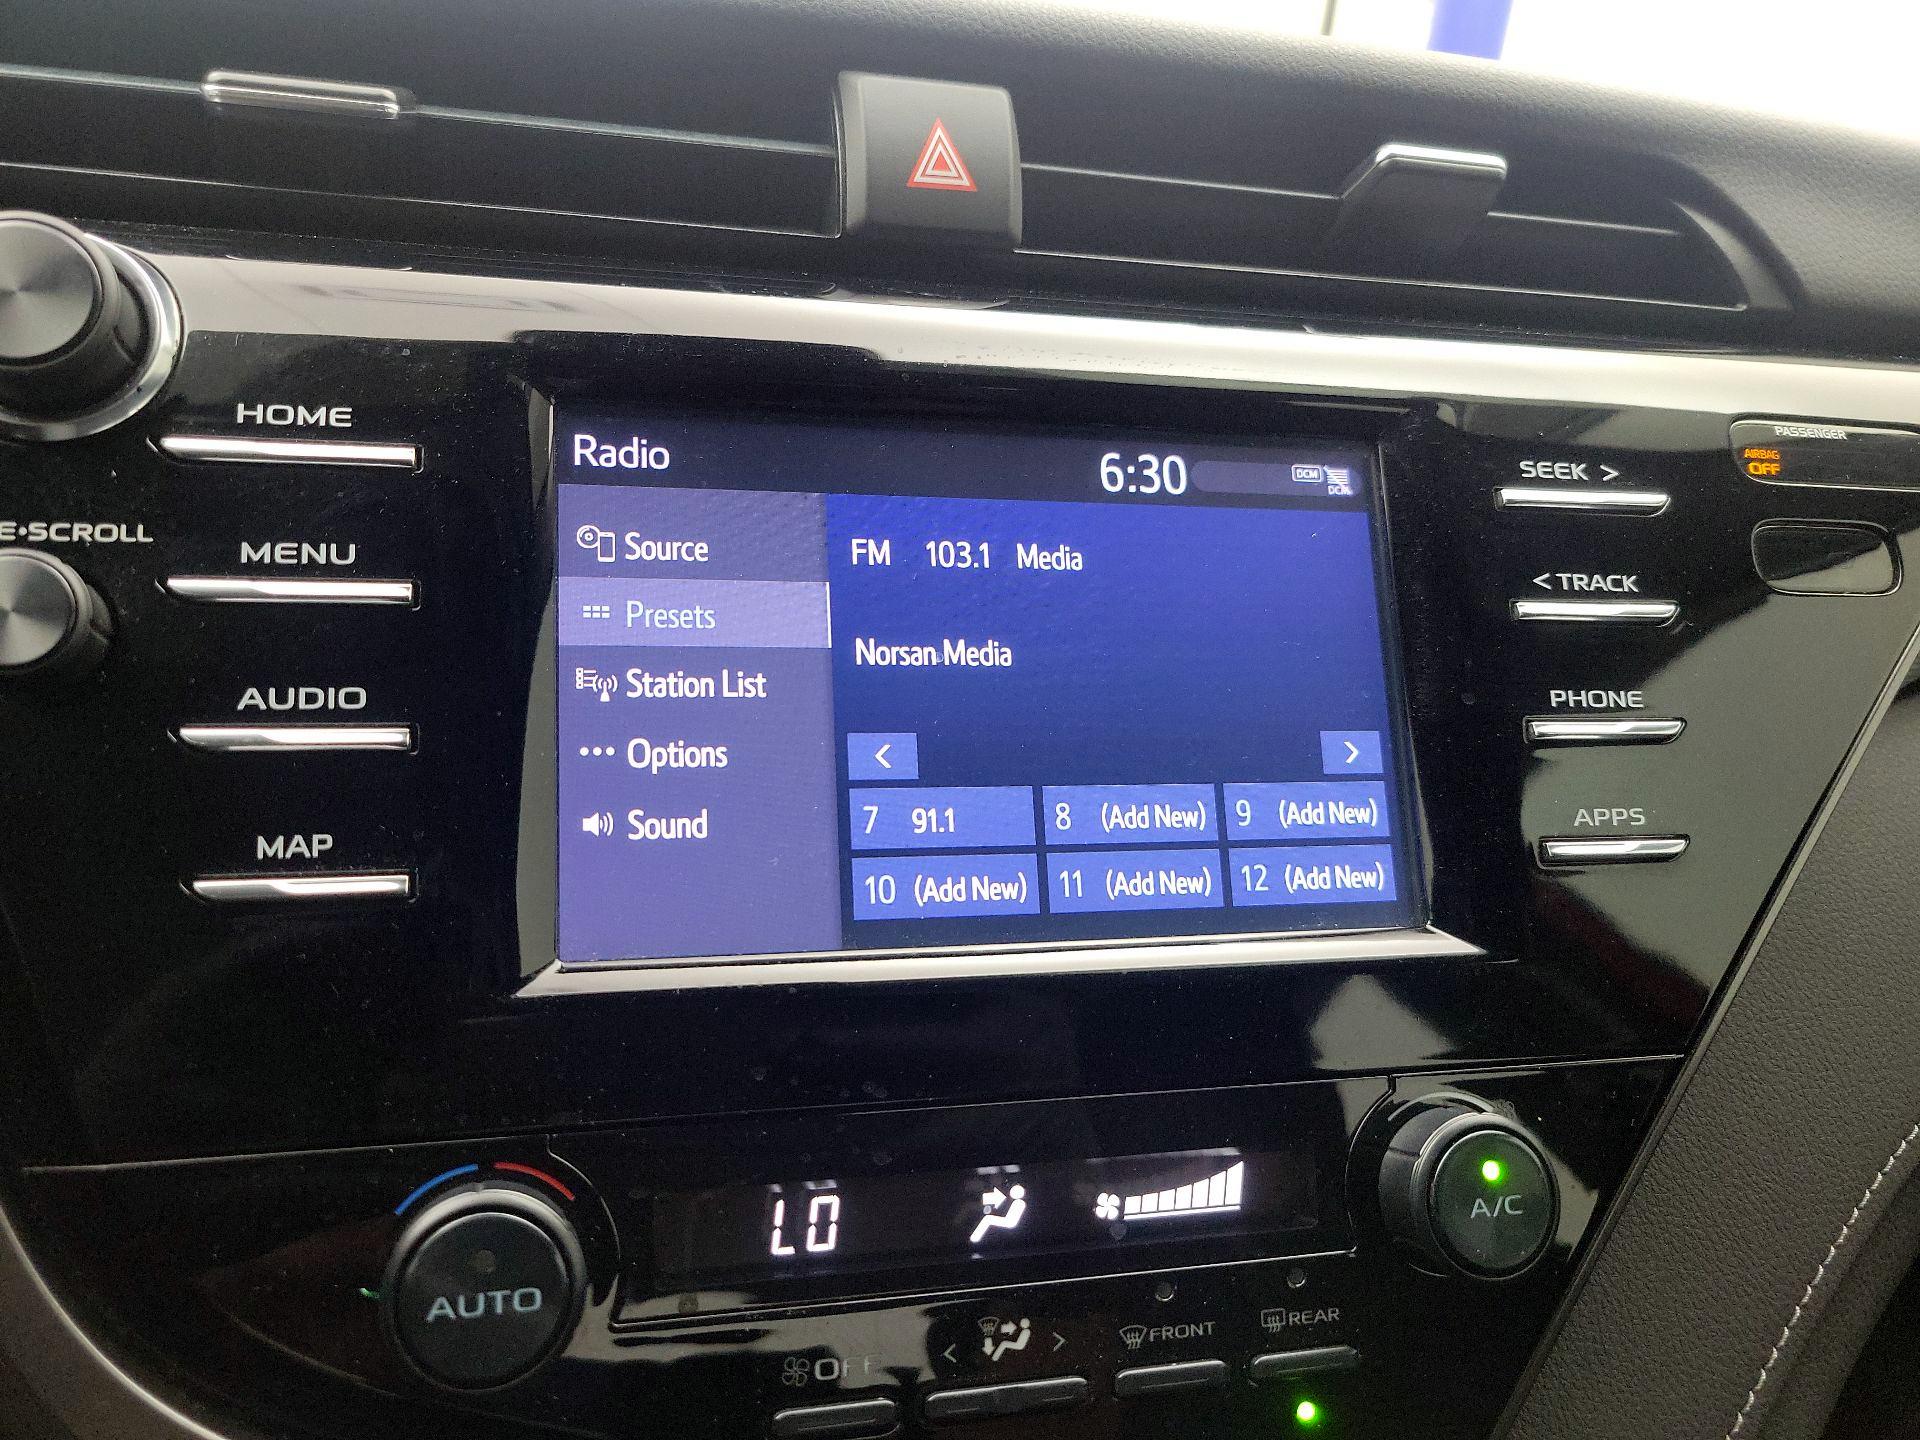 HOME
E•SCROLL
MENU
AUDIO
MAP
Radio
6:30
DCM
DCM
Source
Presets
Station List
Options
Sound
FM 103.1 Media
Norsan Media
< >
7 91.1 8 (Add New) 9 (Add New)
10 (Add New) 11 (Add New) 12 (Add New)
PASSENGER
AIRBAG
OFF
SEEK >
< TRACK
PHONE
APPS
LO
A/C
AUTO
OFF
< >
FRONT
REAR